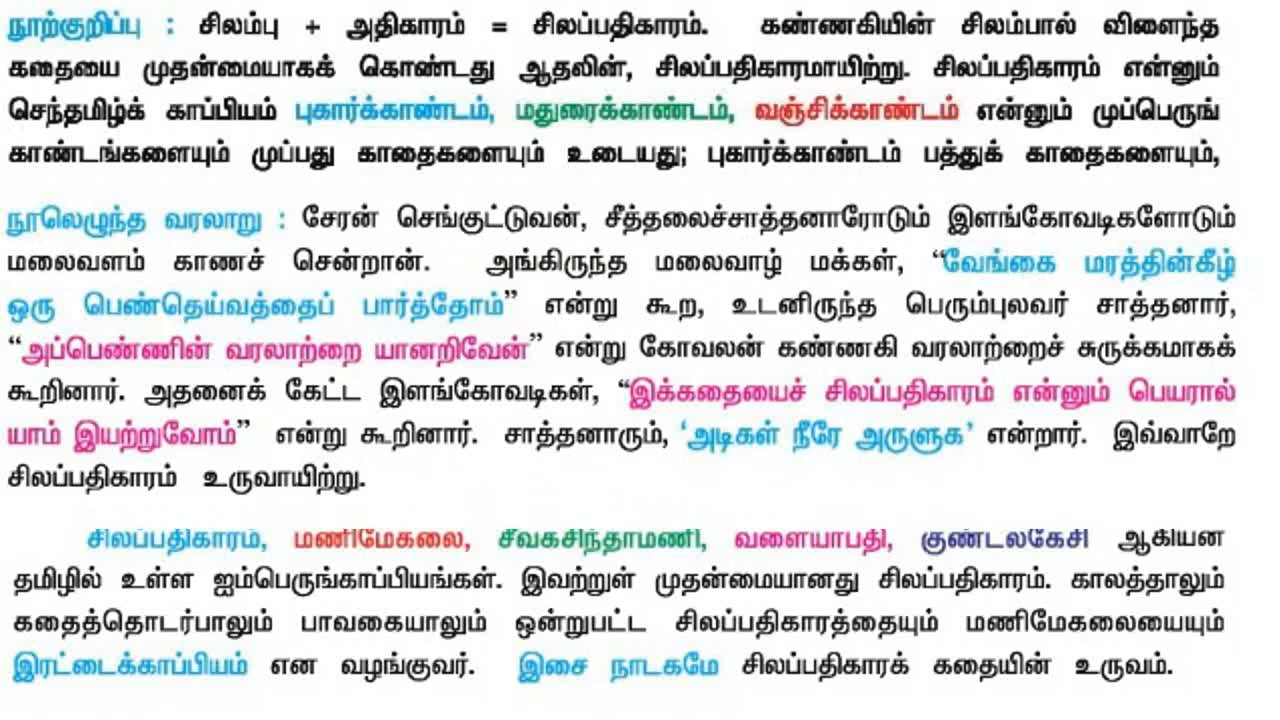 நூற்குறிப்பு : சிலம்பு + அதிகாரம் = சிலப்பதிகாரம். கண்ணகியின் சிலம்பால் விளைந்த
கதையை முதன்மையாகக் கொண்டது ஆதலின், சிலப்பதிகாரமாயிற்று. சிலப்பதிகாரம் என்னும்
செந்தமிழ்க் காப்பியம் புகார்க்காண்டம், மதுரைக்காண்டம், வஞ்சிக்காண்டம் என்னும் முப்பெருங்
காண்டங்களையும் முப்பது காதைகளையும் உடையது; புகார்க்காண்டம் பத்துக் காதைகளையும்,
நூலெழுந்த வரலாறு : சேரன் செங்குட்டுவன், சீத்தலைச்சாத்தனாரோடும் இளங்கோவடிகளோடும்
மலைவளம் காணச் சென்றான். அங்கிருந்த மலைவாழ் மக்கள், “வேங்கை மரத்தின்கீழ்
ஒரு பெண்தெய்வத்தைப் பார்த்தோம்” என்று கூற, உடனிருந்த பெரும்புலவர் சாத்தனார்,
“அப்பெண்ணின் வரலாற்றை யானறிவேன்” என்று கோவலன் கண்ணகி வரலாற்றைச் சுருக்கமாகக்
கூறினார். அதனைக் கேட்ட இளங்கோவடிகள், “இக்கதையைச் சிலப்பதிகாரம் என்னும் பெயரால்
யாம் இயற்றுவோம்” என்று கூறினார். சாத்தனாரும், ‘அடிகள் நீரே அருளுக’ என்றார். இவ்வாறே
சிலப்பதிகாரம் உருவாயிற்று.
சிலப்பதிகாரம், மணிமேகலை, சீவகசிந்தாமணி, வளையாபதி, குண்டலகேசி ஆகியன
தமிழில் உள்ள ஐம்பெருங்காப்பியங்கள். இவற்றுள் முதன்மையானது சிலப்பதிகாரம். காலத்தாலும்
கதைத்தொடர்பாலும் பாவகையாலும் ஒன்றுபட்ட சிலப்பதிகாரத்தையும் மணிமேகலையையும்
இரட்டைக்காப்பியம் என வழங்குவர். இசை நாடகமே சிலப்பதிகாரக் கதையின் உருவம்.